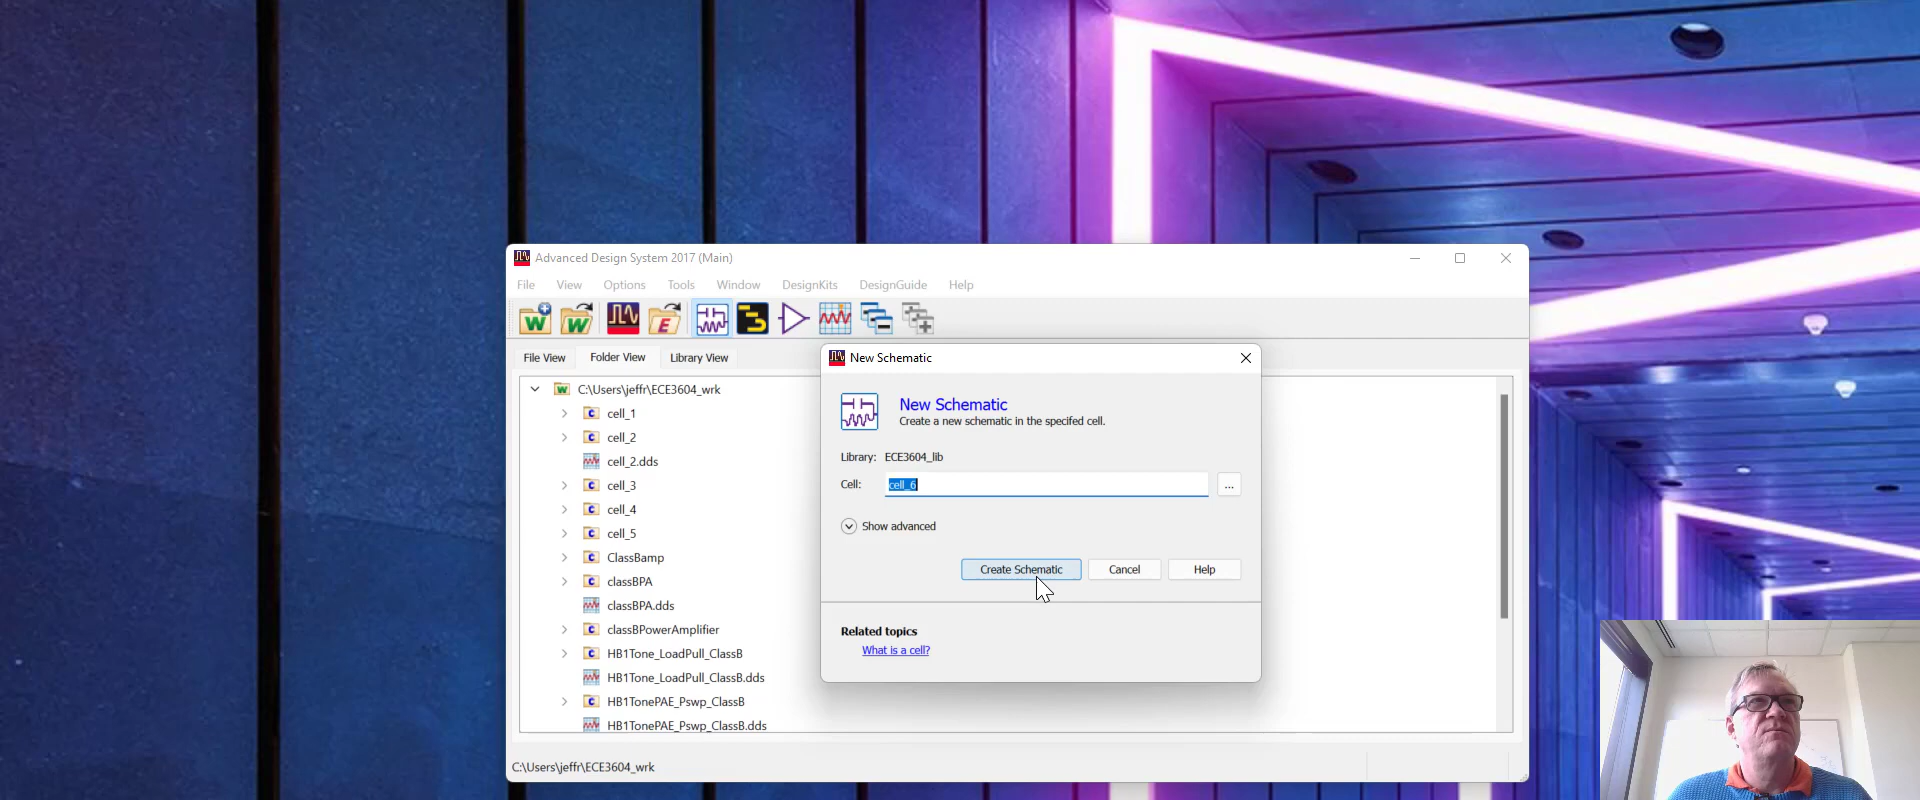 Advanced Design System 2017 (Main)
File View Options Tools Window DesignKits DesignGuide Help
File View Folder View Library View
C:\Users\jeffr\ECE3604_wrk
cell_1
cell_2
cell_2.dds
cell_3
cell_4
cell_5
ClassBamp
classBPA
classBPA.dds
classBPowerAmplifier
HB1Tone_LoadPull_ClassB
HB1Tone_LoadPull_ClassB.dds
HB1TonePAE_Pswp_ClassB
HB1TonePAE_Pswp_ClassB.dds
C:\Users\jeffr\ECE3604_wrk
New Schematic
New Schematic
Create a new schematic in the specifed cell.
Library: ECE3604_lib
Cell: cell_6 ...
Show advanced
Create Schematic Cancel Help
Related topics
What is a cell?